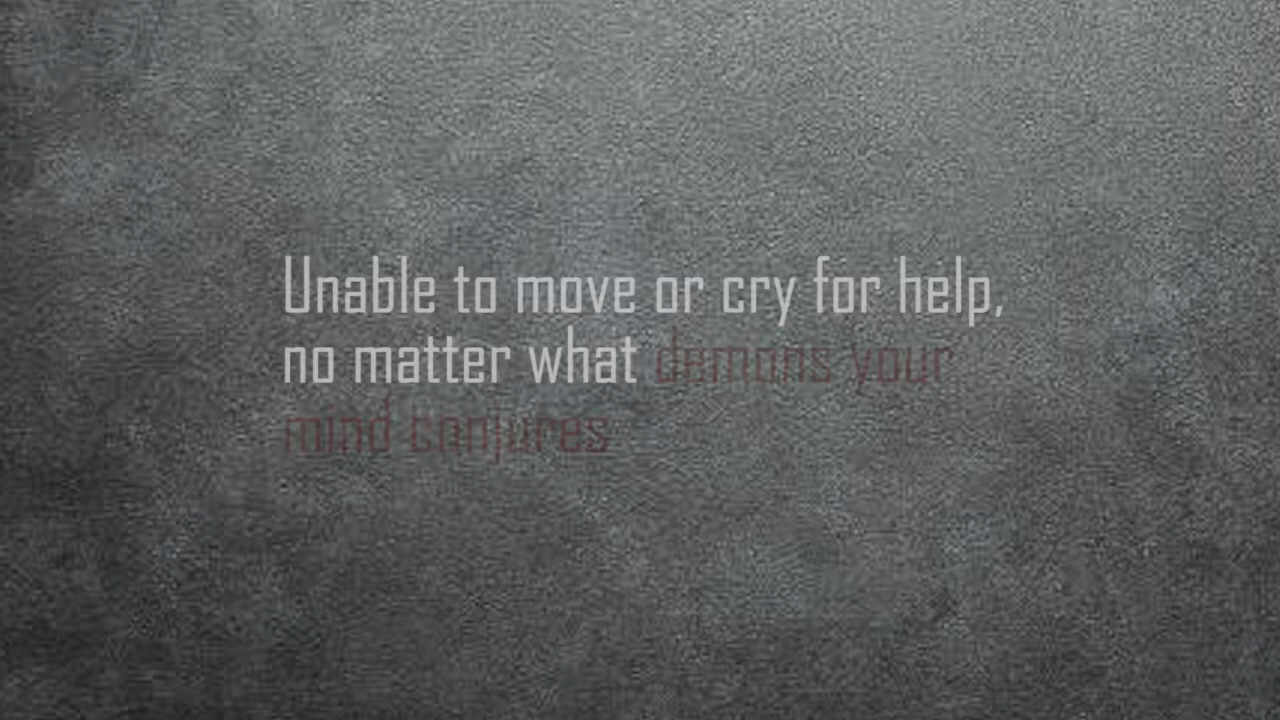 Unable to move or cry for help,
no matter what demons your
mind conjures